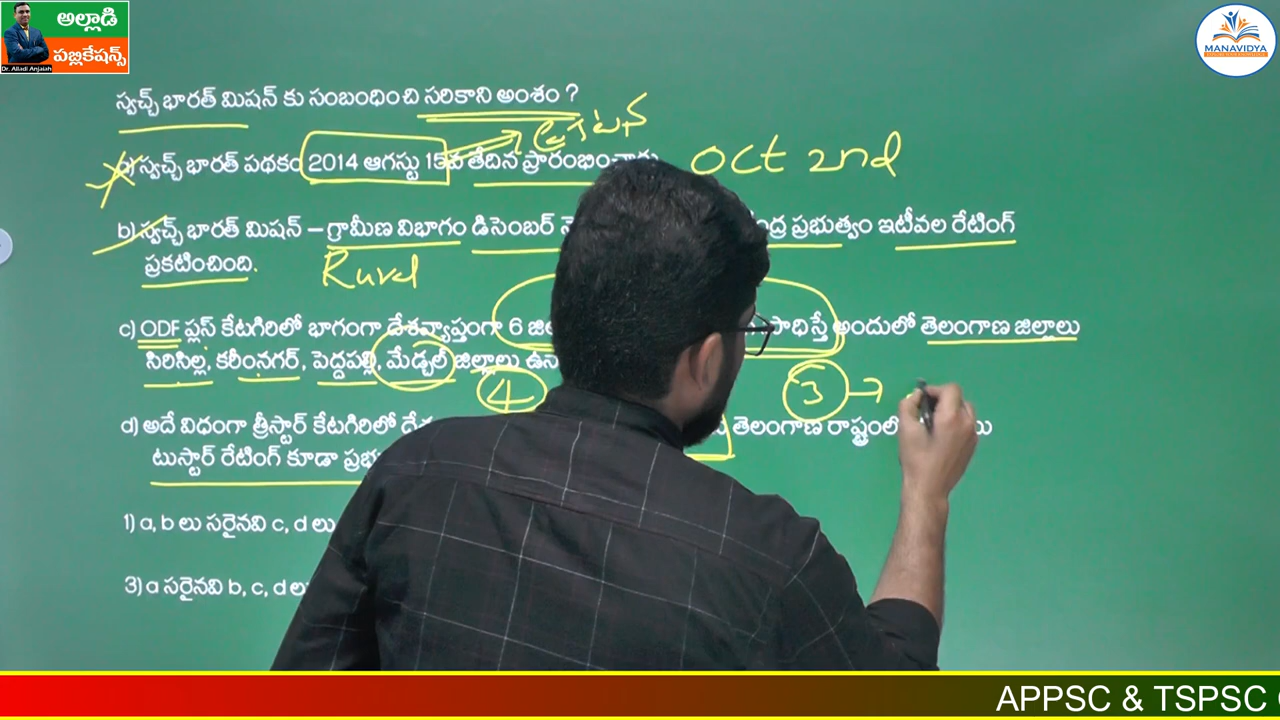 అల్లాడి
పబ్లికేషన్స్
Dr. Alladi Anjaiah
MANAVIDYA
స్వచ్ఛ్ భారత్ మిషన్ కు సంబంధించి సరికాని అంశం ?
a) స్వచ్ఛ్ భారత్ పథకం 2014 ఆగస్టు 15వ తేదిన ప్రారంభించారు
oct 2nd
b) స్వచ్ఛ్ భారత్ మిషన్ – గ్రామీణ విభాగం డిసెంబర్ ప్రభుత్వం ఇటీవల రేటింగ్
ప్రకటించింది.
Rural
c) ODF ప్లస్ కేటగిరిలో భాగంగా దేశవ్యాప్తంగా 6 సాధిస్తే అందులో తెలంగాణ జిల్లాలు
సిరిసిల్ల, కరీంనగర్, పెద్దపల్లి, మేడ్చల్ జిల్లాలు
4
3 →
d) అదే విధంగా త్రీస్టార్ కేటగిరిలో తెలంగాణ రాష్ట్రంలో
టుస్టార్ రేటింగ్ కూడా
1) a, b లు సరైనవి c, d లు
3) a సరైనవి b, c, d
APPSC & TSPSC